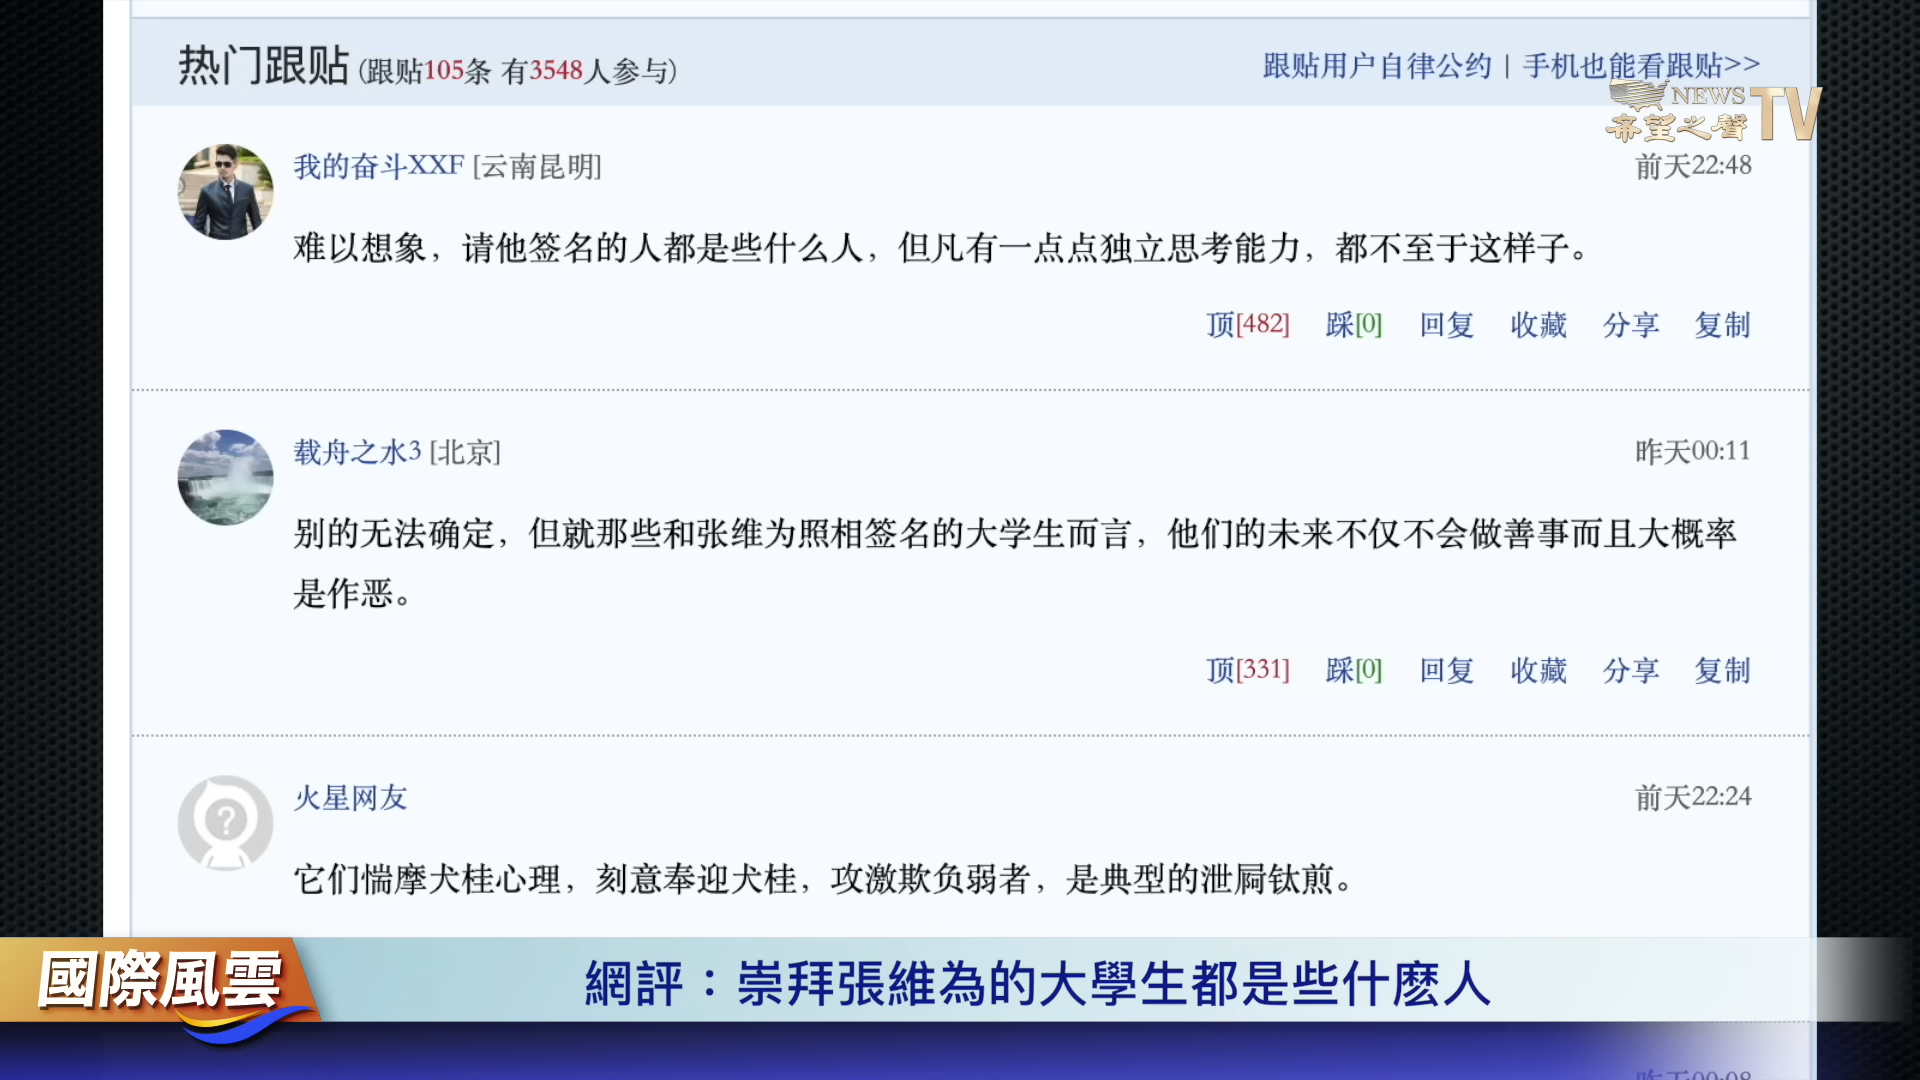 热门跟贴 (跟贴105条 有3548人参与)
跟贴用户自律公约 | 手机也能看跟贴>>
NEWS TV
希望之聲
我的奋斗XXF [云南昆明]
前天22:48
难以想象，请他签名的人都是些什么人，但凡有一点点独立思考能力，都不至于这样子。
顶[482] 踩[0] 回复 收藏 分享 复制
载舟之水3 [北京]
昨天00:11
别的无法确定，但就那些和张维为照相签名的大学生而言，他们的未来不仅不会做善事而且大概率
是作恶。
顶[331] 踩[0] 回复 收藏 分享 复制
火星网友
前天22:24
它们惴摩犬桂心理，刻意奉迎犬桂，攻激欺负弱者，是典型的泄屙钛煎。
國際風雲
網評：崇拜張維為的大學生都是些什麼人
昨天00:08